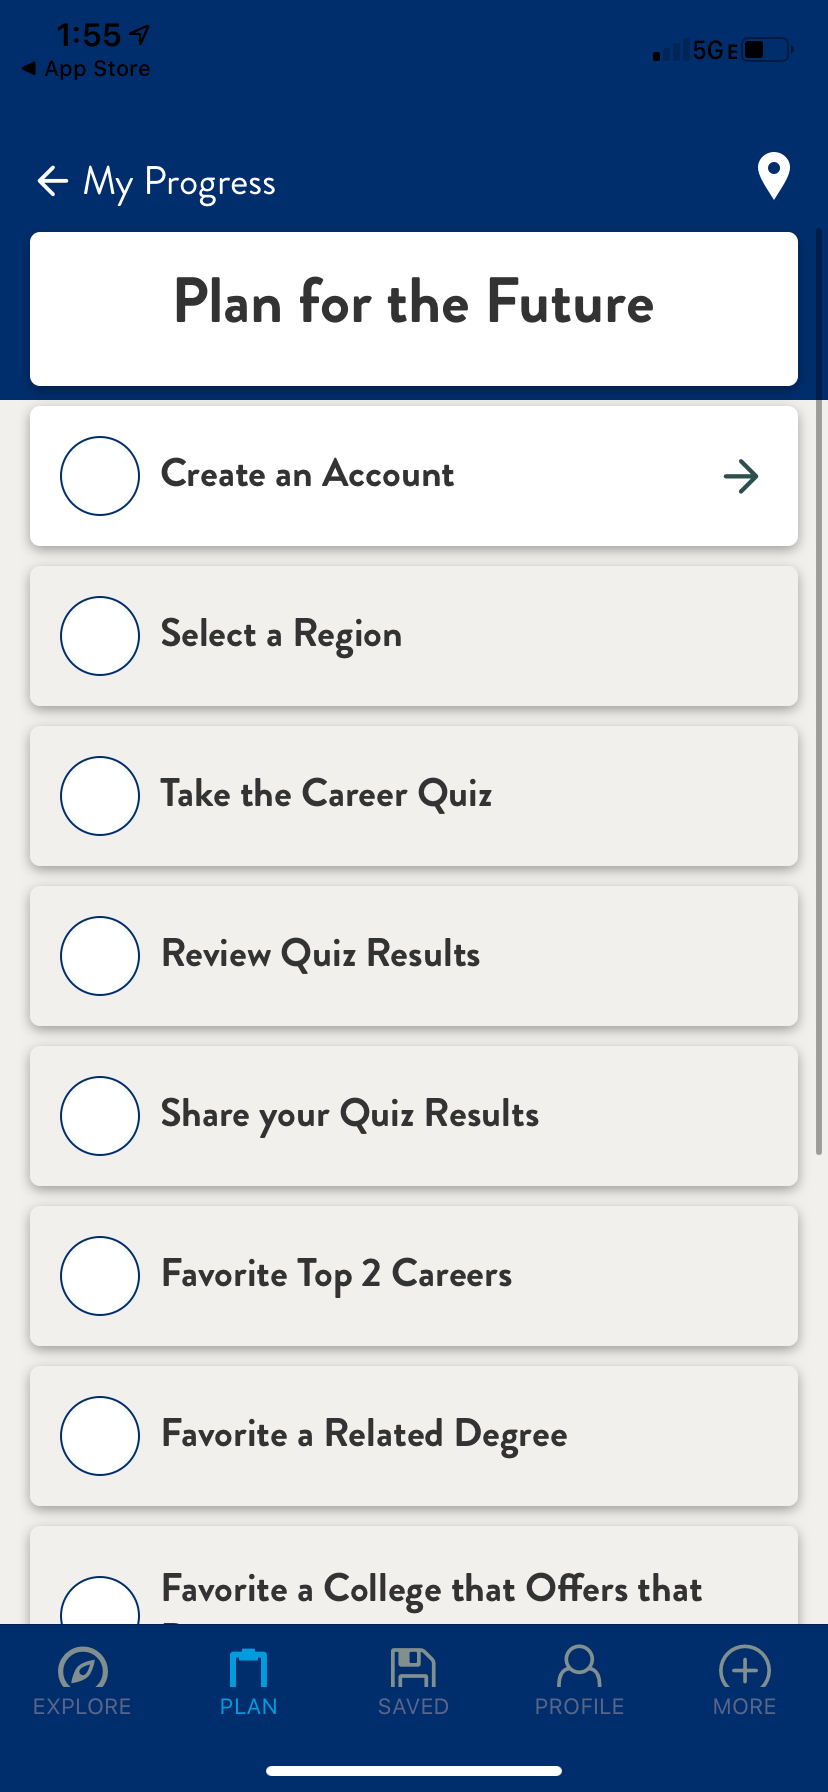 1:55
5G E
◀ App Store
My Progress
Plan for the Future
Create an Account
Select a Region
Take the Career Quiz
Review Quiz Results
Share your Quiz Results
Favorite Top 2 Careers
Favorite a Related Degree
Favorite a College that Offers that
EXPLORE
PLAN
SAVED
PROFILE
MORE